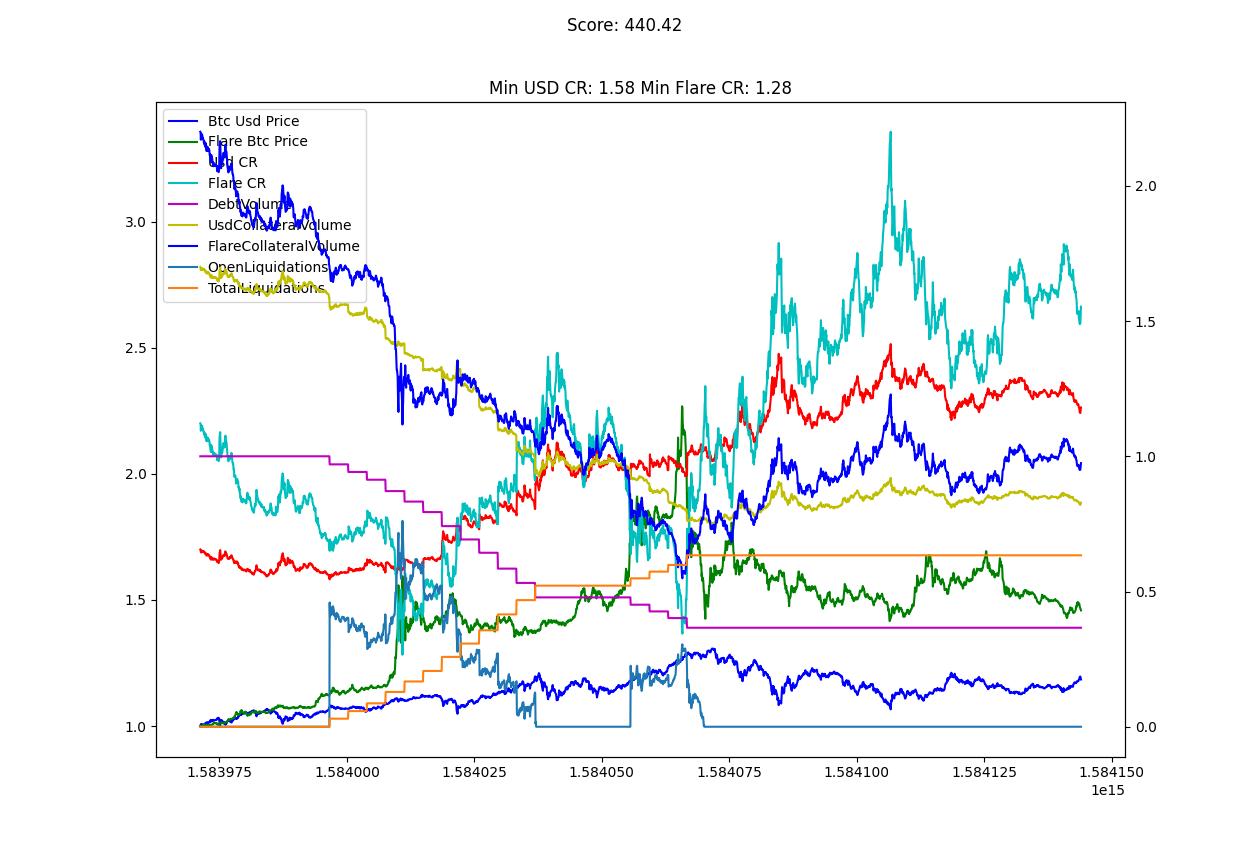 Score: 440.42
Min USD CR: 1.58 Min Flare CR: 1.28
Btc Usd Price
Flare Btc Price
Usd CR
Flare CR
DebtVolume
UsdCollateralVolume
FlareCollateralVolume
OpenLiquidations
TotalLiquidations
3.0
2.5
2.0
1.5
1.0
2.0
1.5
1.0
0.5
0.0
1.583975 1.584000 1.584025 1.584050 1.584075 1.584100 1.584125 1.584150
1e15